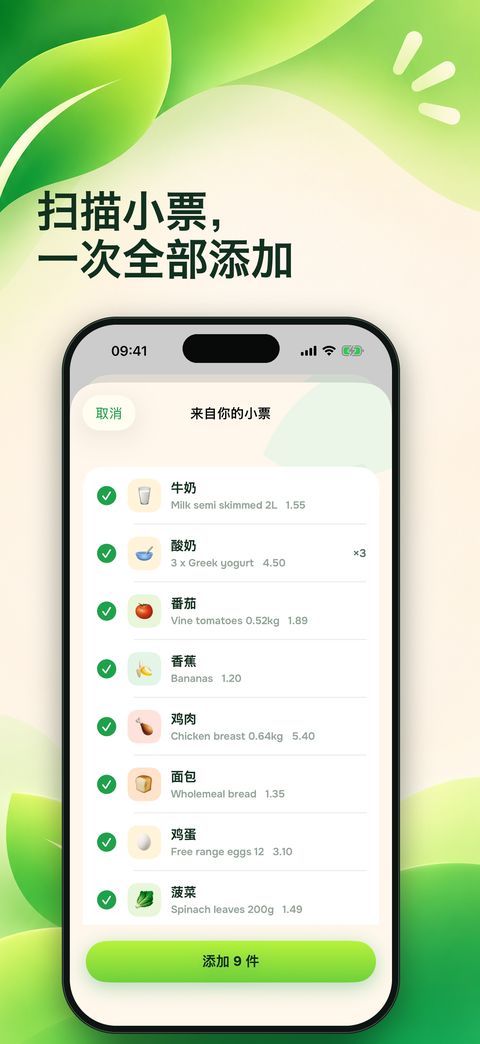 扫描小票，
一次全部添加
09:41
取消
来自你的小票
牛奶
Milk semi skimmed 2L 1.55
酸奶
3 x Greek yogurt 4.50
×3
番茄
Vine tomatoes 0.52kg 1.89
香蕉
Bananas 1.20
鸡肉
Chicken breast 0.64kg 5.40
面包
Wholemeal bread 1.35
鸡蛋
Free range eggs 12 3.10
菠菜
Spinach leaves 200g 1.49
添加 9 件